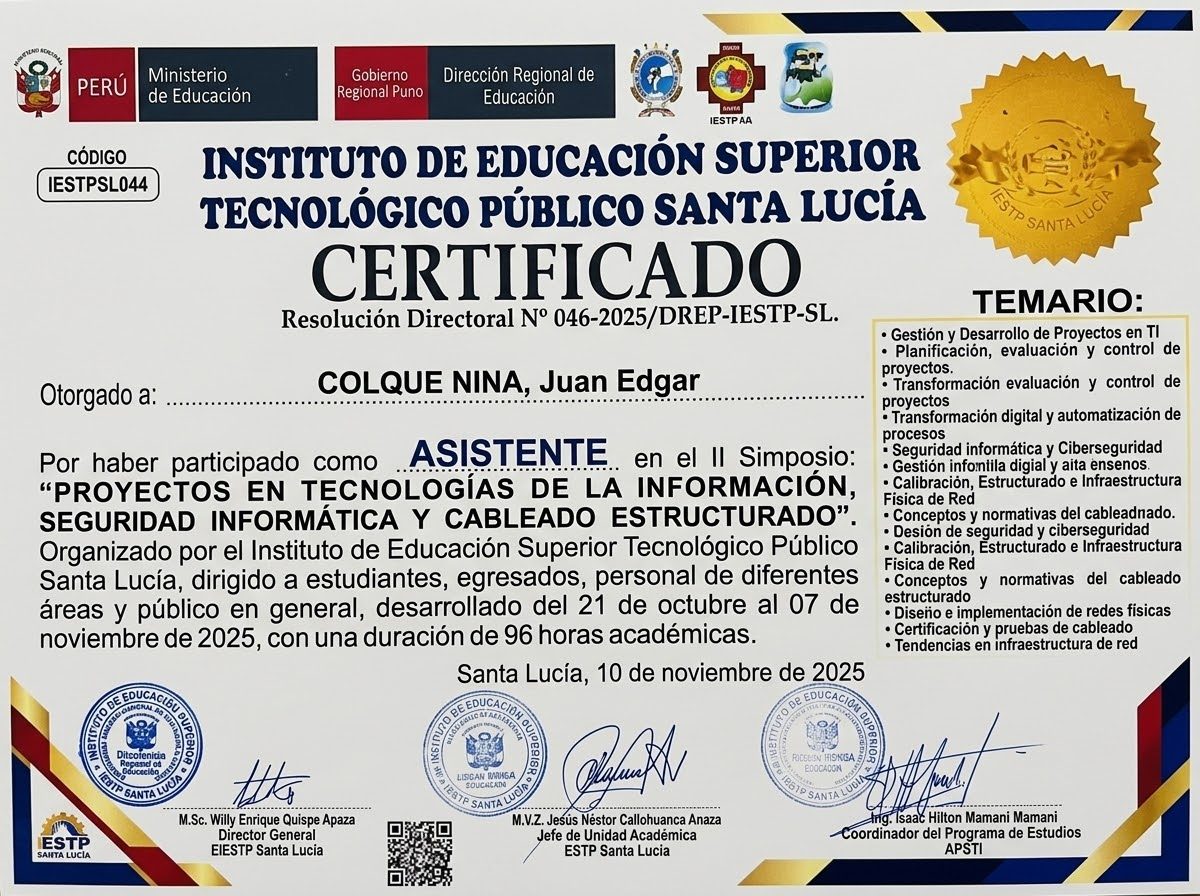 PERÚ
Ministerio
de Educación
Gobierno
Regional Puno
Dirección Regional de
Educación
IESTP AA
CÓDIGO
IESTPSL044
INSTITUTO DE EDUCACIÓN SUPERIOR
TECNOLÓGICO PÚBLICO SANTA LUCÍA
CERTIFICADO
Resolución Directoral Nº 046-2025/DREP-IESTP-SL.
IESTP SANTA LUCÍA
Otorgado a: COLQUE NINA, Juan Edgar
Por haber participado como ASISTENTE en el II Simposio:
“PROYECTOS EN TECNOLOGÍAS DE LA INFORMACIÓN,
SEGURIDAD INFORMÁTICA Y CABLEADO ESTRUCTURADO”.
Organizado por el Instituto de Educación Superior Tecnológico Público
Santa Lucía, dirigido a estudiantes, egresados, personal de diferentes
áreas y público en general, desarrollado del 21 de octubre al 07 de
noviembre de 2025, con una duración de 96 horas académicas.
Santa Lucía, 10 de noviembre de 2025
TEMARIO:
• Gestión y Desarrollo de Proyectos en TI
• Planificación, evaluación y control de
proyectos.
• Transformación evaluación y control de
proyectos
• Transformación digital y automatización de
procesos
• Seguridad informática y Ciberseguridad
• Gestión infomtila digial y aita ensenos.
• Calibración, Estructurado e Infraestructura
Física de Red
• Conceptos y normativas del cableadnado.
• Desión de seguridad y ciberseguridad
• Calibración, Estructurado e Infraestructura
Física de Red
• Conceptos y normativas del cableado
estructurado
• Diseño e implementación de redes físicas
• Certificación y pruebas de cableado
• Tendencias en infraestructura de red
M.Sc. Willy Enrique Quispe Apaza
Director General
EIESTP Santa Lucía
M.V.Z. Jesús Néstor Callohuanca Anaza
Jefe de Unidad Académica
ESTP Santa Lucia
Ing. Isaac Hilton Mamani Mamani
Coordinador del Programa de Estudios
APSTI
IESTP
SANTA LUCÍA